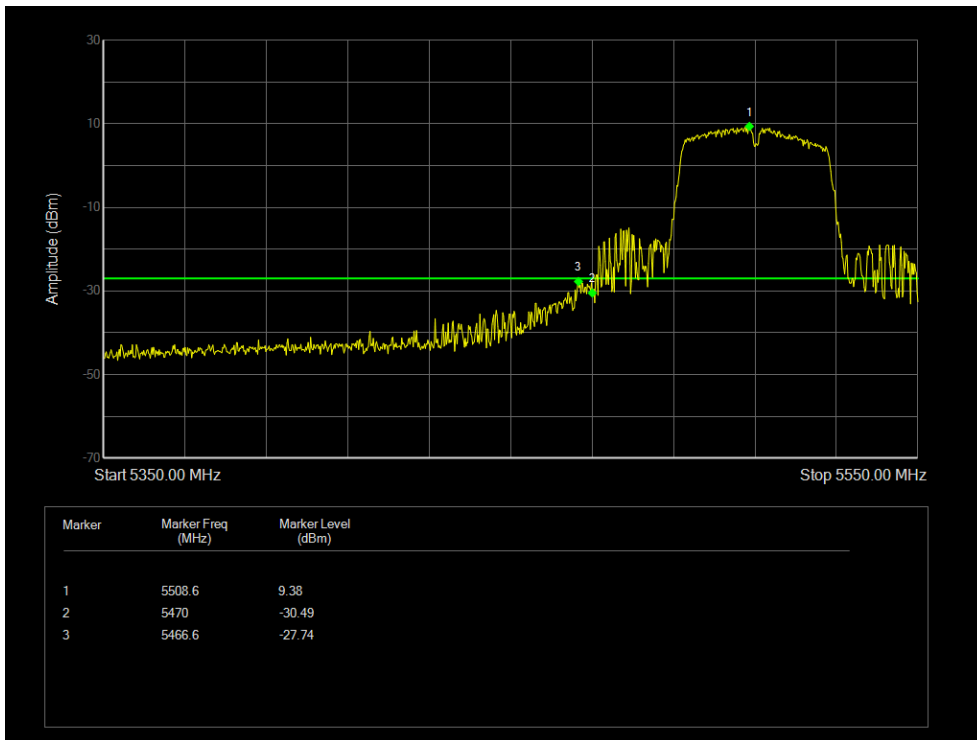 30
1
10
Amplitude (dBm)
-10
3
2
-30
-50
-70
Start 5350.00 MHz
Stop 5550.00 MHz
Marker Marker Freq Marker Level
(MHz) (dBm)
1 5508.6 9.38
2 5470 -30.49
3 5466.6 -27.74